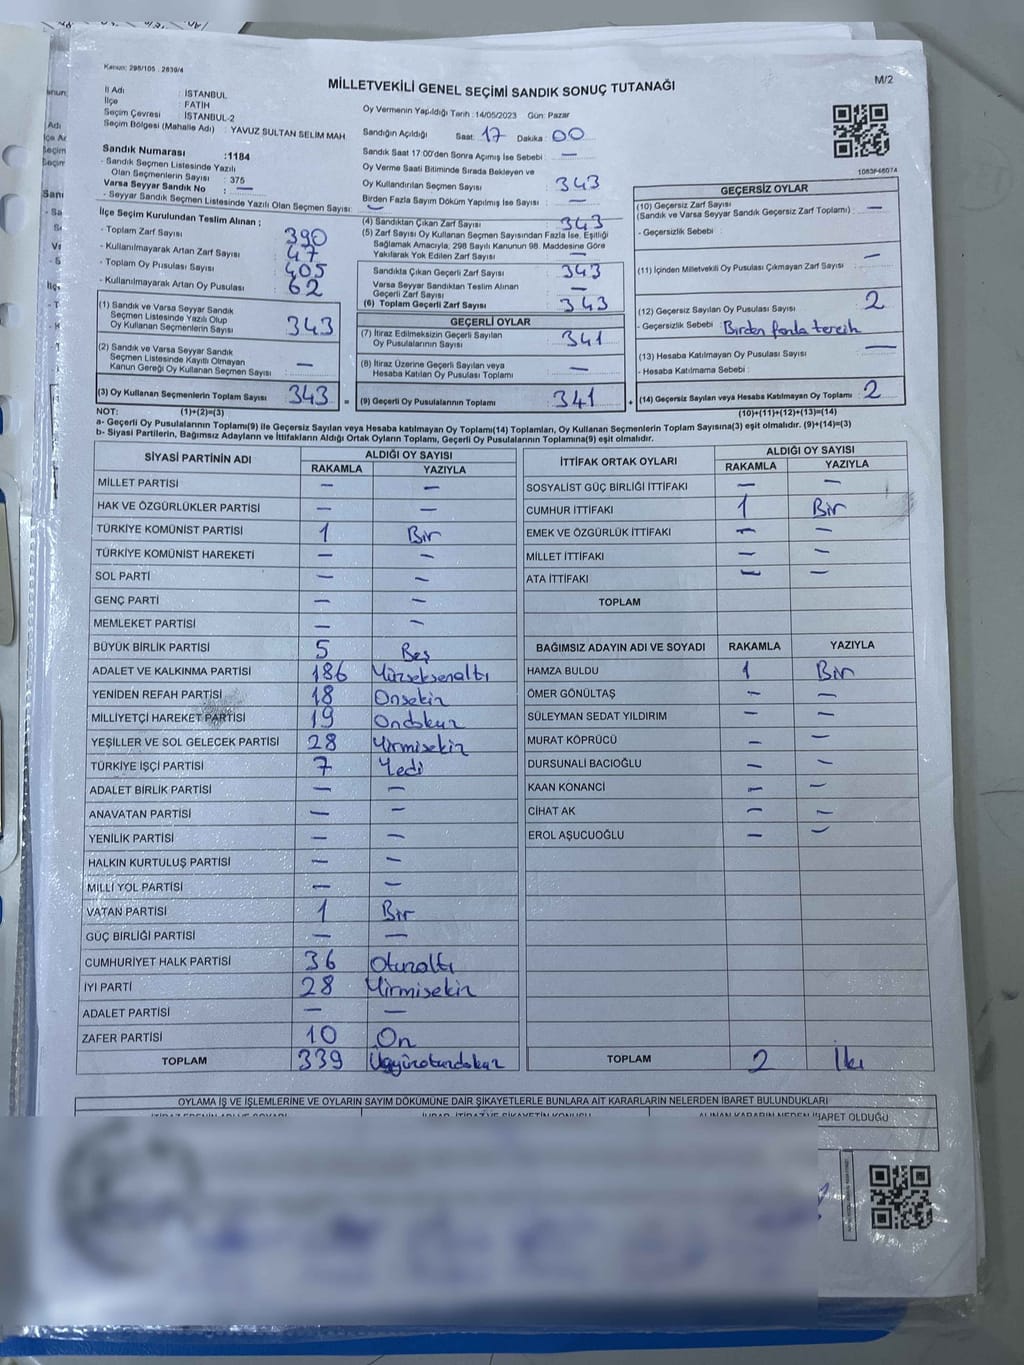 Kanun: 298/105 : 2839/4
MİLLETVEKİLİ GENEL SEÇİMİ SANDIK SONUÇ TUTANAĞI
M/2
İl Adı : İSTANBUL
İlçe : FATİH
Seçim Çevresi : İSTANBUL-2
Seçim Bölgesi (Mahalle Adı) : YAVUZ SULTAN SELİM MAH.
Oy Vermenin Yapıldığı Tarih : 14/05/2023 Gün: Pazar
Sandığın Açıldığı Saat: 17 Dakika: 00
Sandık Saat 17:00'den Sonra Açılmış İse Sebebi : —
Sandık Numarası : 1184
- Sandık Seçmen Listesinde Yazılı
Olan Seçmenlerin Sayısı : 375
Varsa Seyyar Sandık No : —
- Seyyar Sandık Seçmen Listesinde Yazılı Olan Seçmen Sayısı: —
Oy Verme Saati Bitiminde Sırada Bekleyen ve
Oy Kullandırılan Seçmen Sayısı 343
Birden Fazla Sayım Döküm Yapılmış İse Sayısı : —
1083F46074
İlçe Seçim Kurulundan Teslim Alınan ;
- Toplam Zarf Sayısı : 390
- Kullanılmayarak Artan Zarf Sayısı : 47
- Toplam Oy Pusulası Sayısı : 405
- Kullanılmayarak Artan Oy Pusulası : 62
(1) Sandık ve Varsa Seyyar Sandık
Seçmen Listesinde Yazılı Olup
Oy Kullanan Seçmenlerin Sayısı : 343
(2) Sandık ve Varsa Seyyar Sandık
Seçmen Listesinde Kayıtlı Olmayan
Kanun Gereği Oy Kullanan Seçmen Sayısı : —
(3) Oy Kullanan Seçmenlerin Toplam Sayısı 343 =
(4) Sandıktan Çıkan Zarf Sayısı : 343
(5) Zarf Sayısı Oy Kullanan Seçmen Sayısından Fazla İse, Eşitliği
Sağlamak Amacıyla, 298 Sayılı Kanunun 98. Maddesine Göre
Yakılarak Yok Edilen Zarf Sayısı : —
Sandıkta Çıkan Geçerli Zarf Sayısı 343
Varsa Seyyar Sandıktan Teslim Alınan
Geçerli Zarf Sayısı —
(6) Toplam Geçerli Zarf Sayısı 343
GEÇERLİ OYLAR
(7) İtiraz Edilmeksizin Geçerli Sayılan
Oy Pusulalarının Sayısı : 341
(8) İtiraz Üzerine Geçerli Sayılan veya
Hesaba Katılan Oy Pusulası Toplamı : —
(9) Geçerli Oy Pusulalarının Toplamı 341 +
GEÇERSİZ OYLAR
(10) Geçersiz Zarf Sayısı
(Sandık ve Varsa Seyyar Sandık Geçersiz Zarf Toplamı) : —
- Geçersizlik Sebebi :
(11) İçinden Milletvekili Oy Pusulası Çıkmayan Zarf Sayısı : —
(12) Geçersiz Sayılan Oy Pusulası Sayısı : 2
- Geçersizlik Sebebi : Birden fazla tercih
(13) Hesaba Katılmayan Oy Pusulası Sayısı : —
- Hesaba Katılmama Sebebi :
(14) Geçersiz Sayılan veya Hesaba Katılmayan Oy Toplamı : 2
NOT: (1)+(2)=(3) (10)+(11)+(12)+(13)=(14)
a- Geçerli Oy Pusulalarının Toplamı(9) ile Geçersiz Sayılan veya Hesaba katılmayan Oy Toplamı(14) Toplamları, Oy Kullanan Seçmenlerin Toplam Sayısına(3) eşit olmalıdır. (9)+(14)=(3)
b- Siyasi Partilerin, Bağımsız Adayların ve İttifakların Aldığı Ortak Oyların Toplamı, Geçerli Oy Pusulalarının Toplamına(9) eşit olmalıdır.
SİYASİ PARTİNİN ADI ALDIĞI OY SAYISI
RAKAMLA YAZIYLA
MİLLET PARTİSİ — —
HAK VE ÖZGÜRLÜKLER PARTİSİ — —
TÜRKİYE KOMÜNİST PARTİSİ 1 Bir
TÜRKİYE KOMÜNİST HAREKETİ — —
SOL PARTİ — —
GENÇ PARTİ — —
MEMLEKET PARTİSİ — —
BÜYÜK BİRLİK PARTİSİ 5 Beş
ADALET VE KALKINMA PARTİSİ 186 Yüzseksenaltı
YENİDEN REFAH PARTİSİ 18 Onsekiz
MİLLİYETÇİ HAREKET PARTİSİ 19 Ondokuz
YEŞİLLER VE SOL GELECEK PARTİSİ 28 Yirmisekiz
TÜRKİYE İŞÇİ PARTİSİ 7 Yedi
ADALET BİRLİK PARTİSİ — —
ANAVATAN PARTİSİ — —
YENİLİK PARTİSİ — —
HALKIN KURTULUŞ PARTİSİ — —
MİLLİ YOL PARTİSİ — —
VATAN PARTİSİ 1 Bir
GÜÇ BİRLİĞİ PARTİSİ — —
CUMHURİYET HALK PARTİSİ 36 Otuzaltı
İYİ PARTİ 28 Yirmisekiz
ADALET PARTİSİ — —
ZAFER PARTİSİ 10 On
TOPLAM 339 Üçyüzotuzdokuz
İTTİFAK ORTAK OYLARI ALDIĞI OY SAYISI
RAKAMLA YAZIYLA
SOSYALİST GÜÇ BİRLİĞİ İTTİFAKI — —
CUMHUR İTTİFAKI 1 Bir
EMEK VE ÖZGÜRLÜK İTTİFAKI — —
MİLLET İTTİFAKI — —
ATA İTTİFAKI — —
TOPLAM
BAĞIMSIZ ADAYIN ADI VE SOYADI RAKAMLA YAZIYLA
HAMZA BULDU 1 Bir
ÖMER GÖNÜLTAŞ — —
SÜLEYMAN SEDAT YILDIRIM — —
MURAT KÖPRÜCÜ — —
DURSUNALİ BACIOĞLU — —
KAAN KONANCİ — —
CİHAT AK — —
EROL AŞUCUOĞLU — —
TOPLAM 2 İki
OYLAMA İŞ VE İŞLEMLERİNE VE OYLARIN SAYIM DÖKÜMÜNE DAİR ŞİKAYETLERLE BUNLARA AİT KARARLARIN NELERDEN İBARET BULUNDUKLARI
İTİRAZ EDENİN ADI VE SOYADI İTİRAZ VE ŞİKAYETİN KONUSU ALINAN KARARIN NEDEN İBARET OLDUĞU